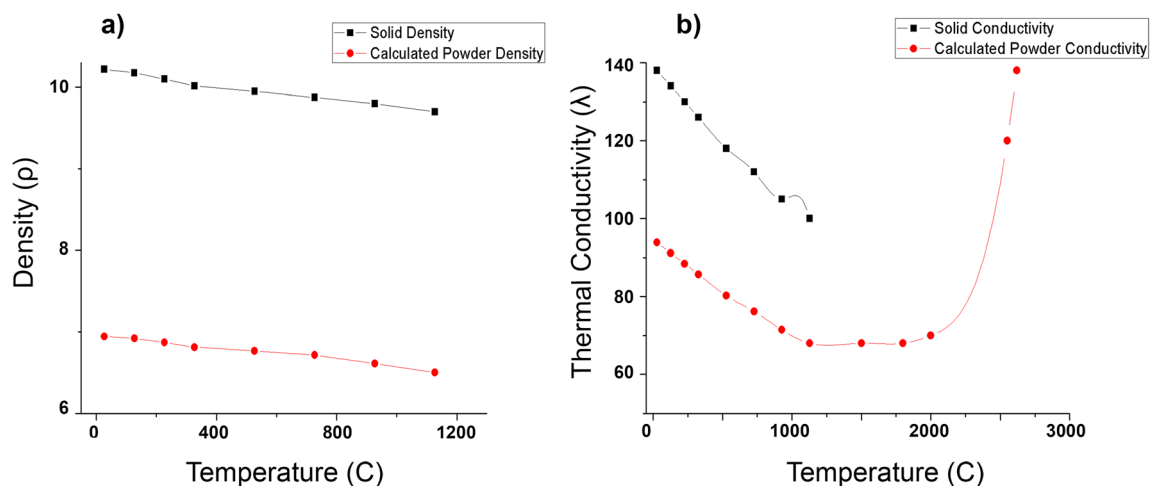 a)
Solid Density
Calculated Powder Density
10
8
6
Density (ρ)
0 400 800 1200
Temperature (C)
b)
Solid Conductivity
Calculated Powder Conductivity
140
120
100
80
60
Thermal Conductivity (λ)
0 1000 2000 3000
Temperature (C)